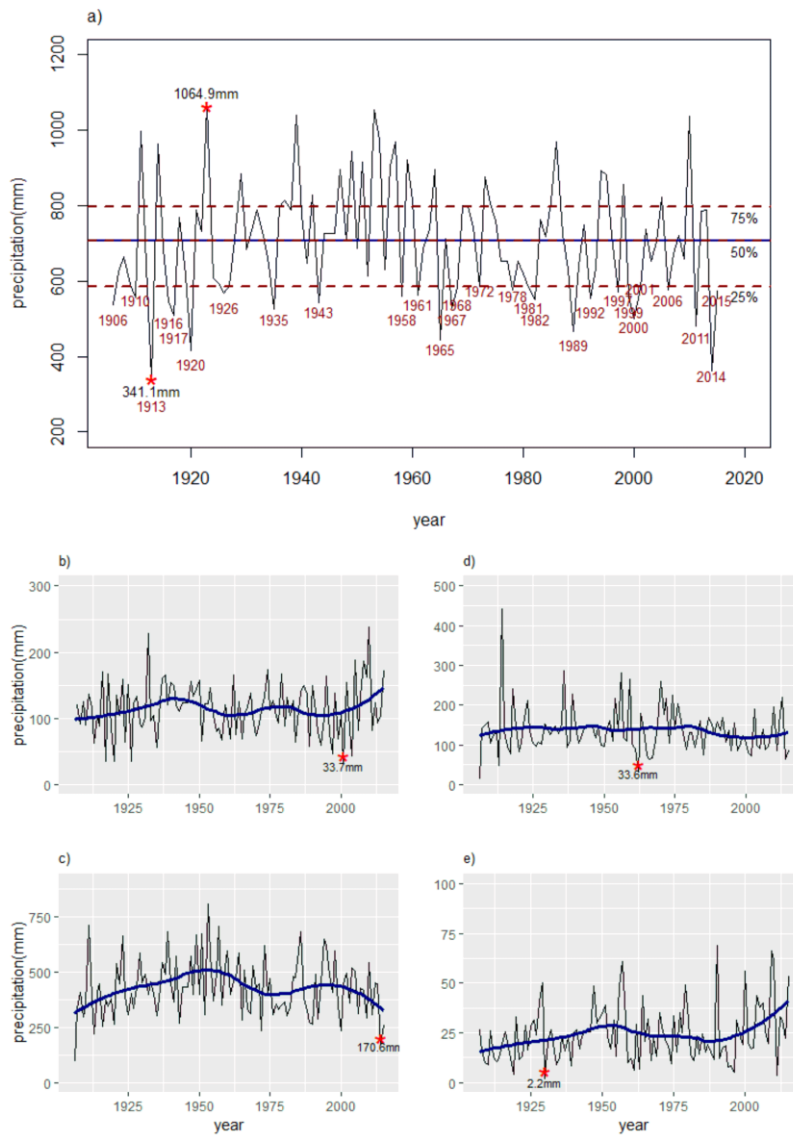 a)
1200
1000
800
600
400
200
precipitation(mm)
1064.9mm
75%
50%
25%
1906
1910
341.1mm
1913
1916
1917
1920
1926
1935
1943
1958
1961
1965
1967
1968
1972
1978
1981
1982
1989
1992
1997
1999
2000
2001
2006
2011
2014
2015
1920 1940 1960 1980 2000 2020
year
b)
300
200
100
0
precipitation(mm)
33.7mm
1925 1950 1975 2000
d)
500
400
300
200
100
0
33.6mm
1925 1950 1975 2000
c)
750
500
250
0
precipitation(mm)
170.6mm
1925 1950 1975 2000
year
e)
100
75
50
25
0
2.2mm
1925 1950 1975 2000
year